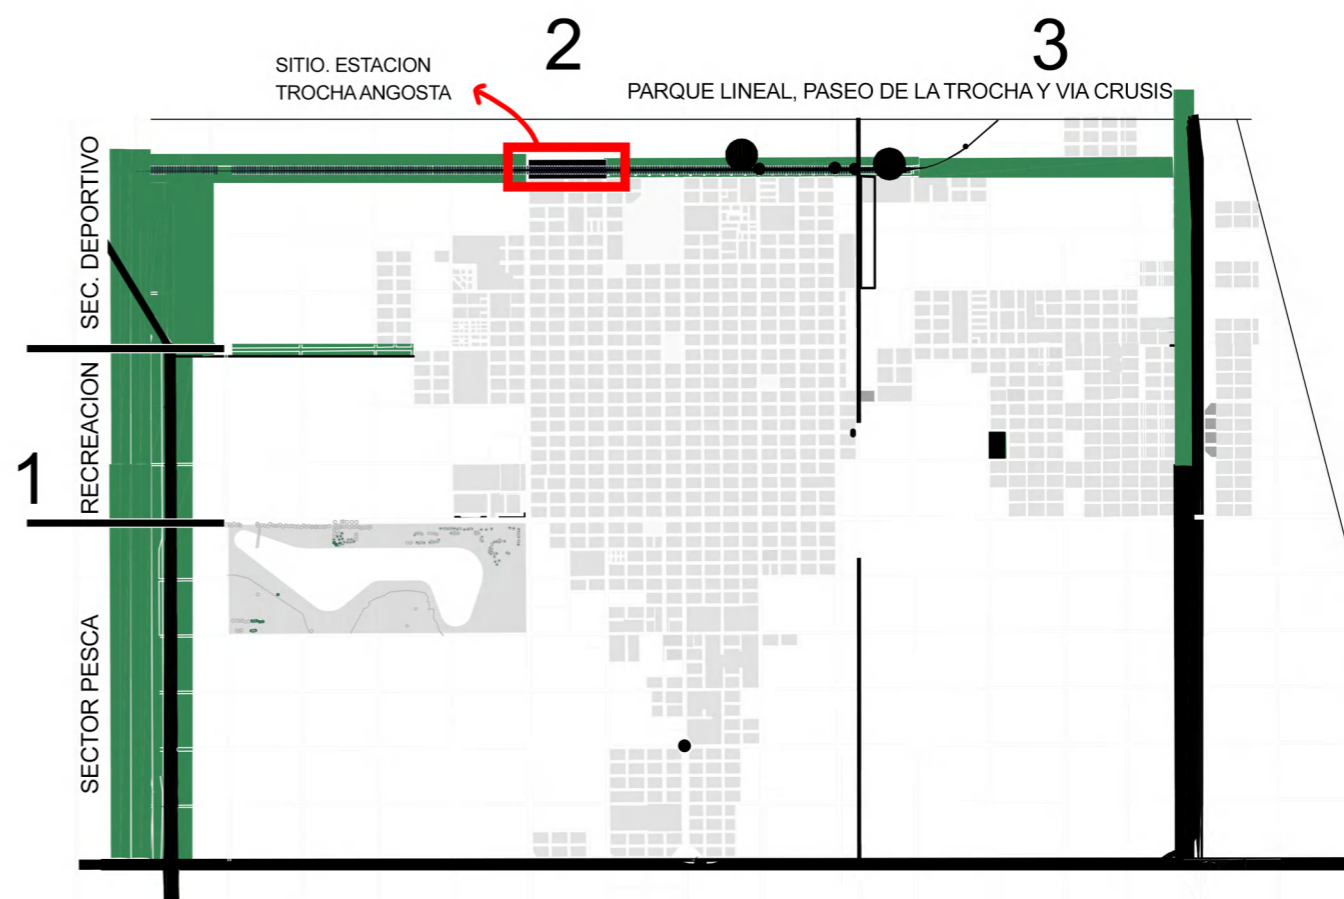 2
3
SITIO. ESTACION
TROCHA ANGOSTA
PARQUE LINEAL, PASEO DE LA TROCHA Y VIA CRUSIS
SEC. DEPORTIVO
RECREACION
1
SECTOR PESCA